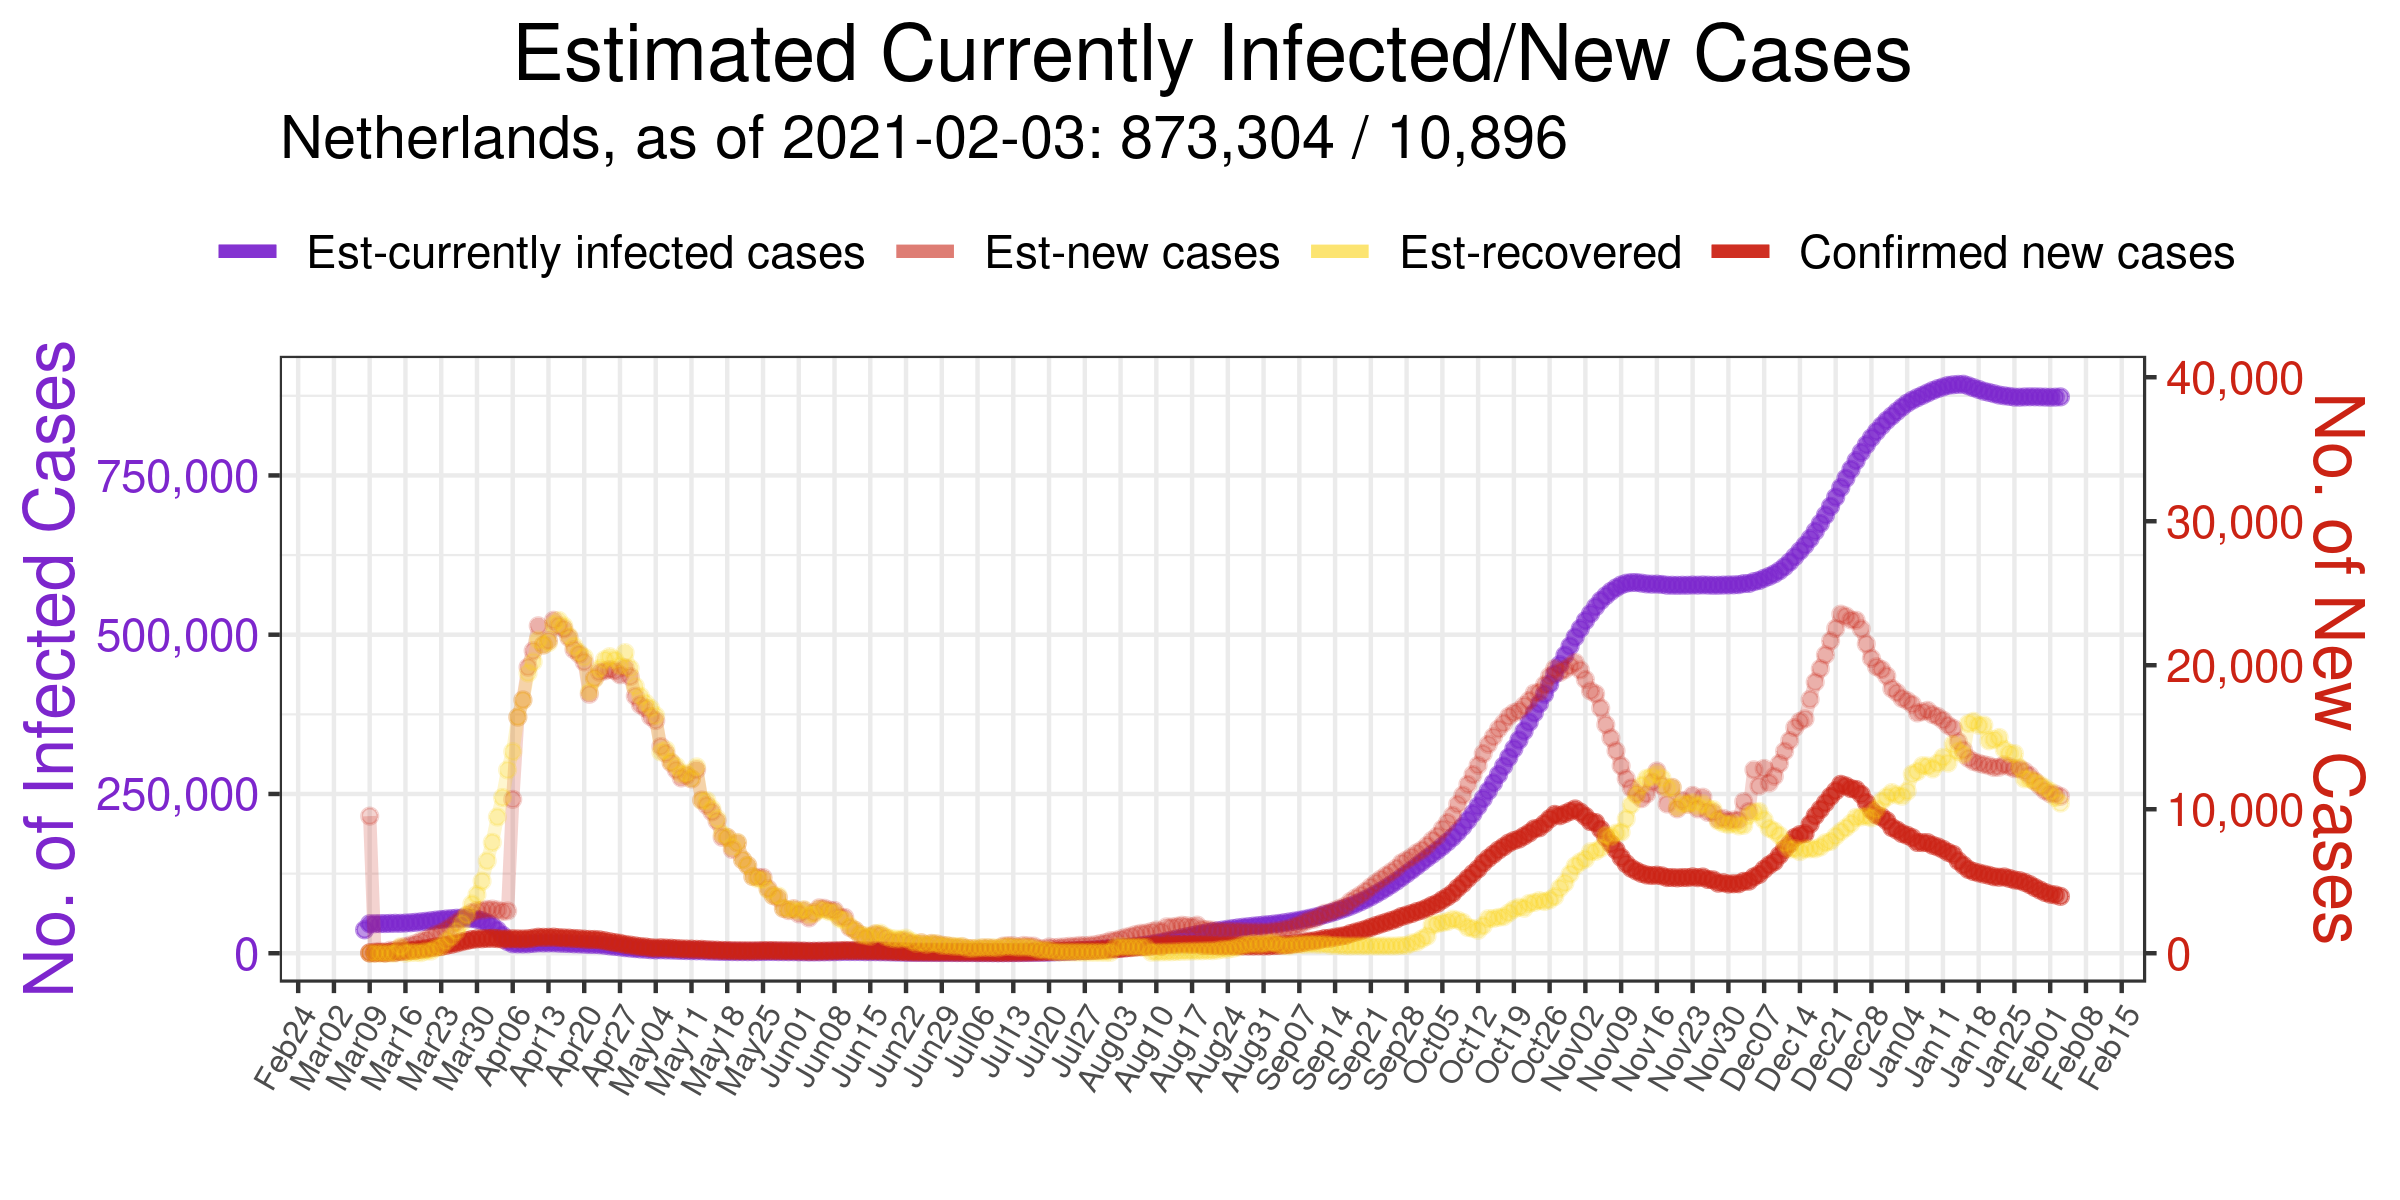 Estimated Currently Infected/New Cases
Netherlands, as of 2021-02-03: 873,304 / 10,896
Est-currently infected cases
Est-new cases
Est-recovered
Confirmed new cases
No. of Infected Cases
750,000
500,000
250,000
0
40,000
30,000
20,000
10,000
0
No. of New Cases
Feb24
Mar02
Mar09
Mar16
Mar23
Mar30
Apr06
Apr13
Apr20
Apr27
May04
May11
May18
May25
Jun01
Jun08
Jun15
Jun22
Jun29
Jul06
Jul13
Jul20
Jul27
Aug03
Aug10
Aug17
Aug24
Aug31
Sep07
Sep14
Sep21
Sep28
Oct05
Oct12
Oct19
Oct26
Nov02
Nov09
Nov16
Nov23
Nov30
Dec07
Dec14
Dec21
Dec28
Jan04
Jan11
Jan18
Jan25
Feb01
Feb08
Feb15